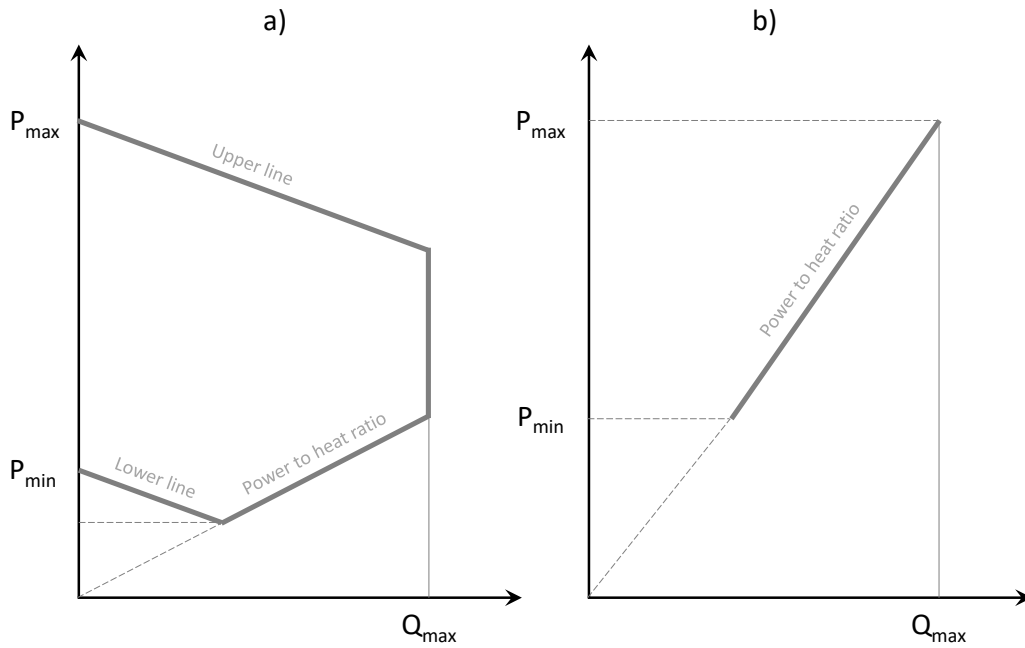 a)
P_max
Upper line
P_min
Lower line
Power to heat ratio
Q_max
b)
P_max
Power to heat ratio
P_min
Q_max